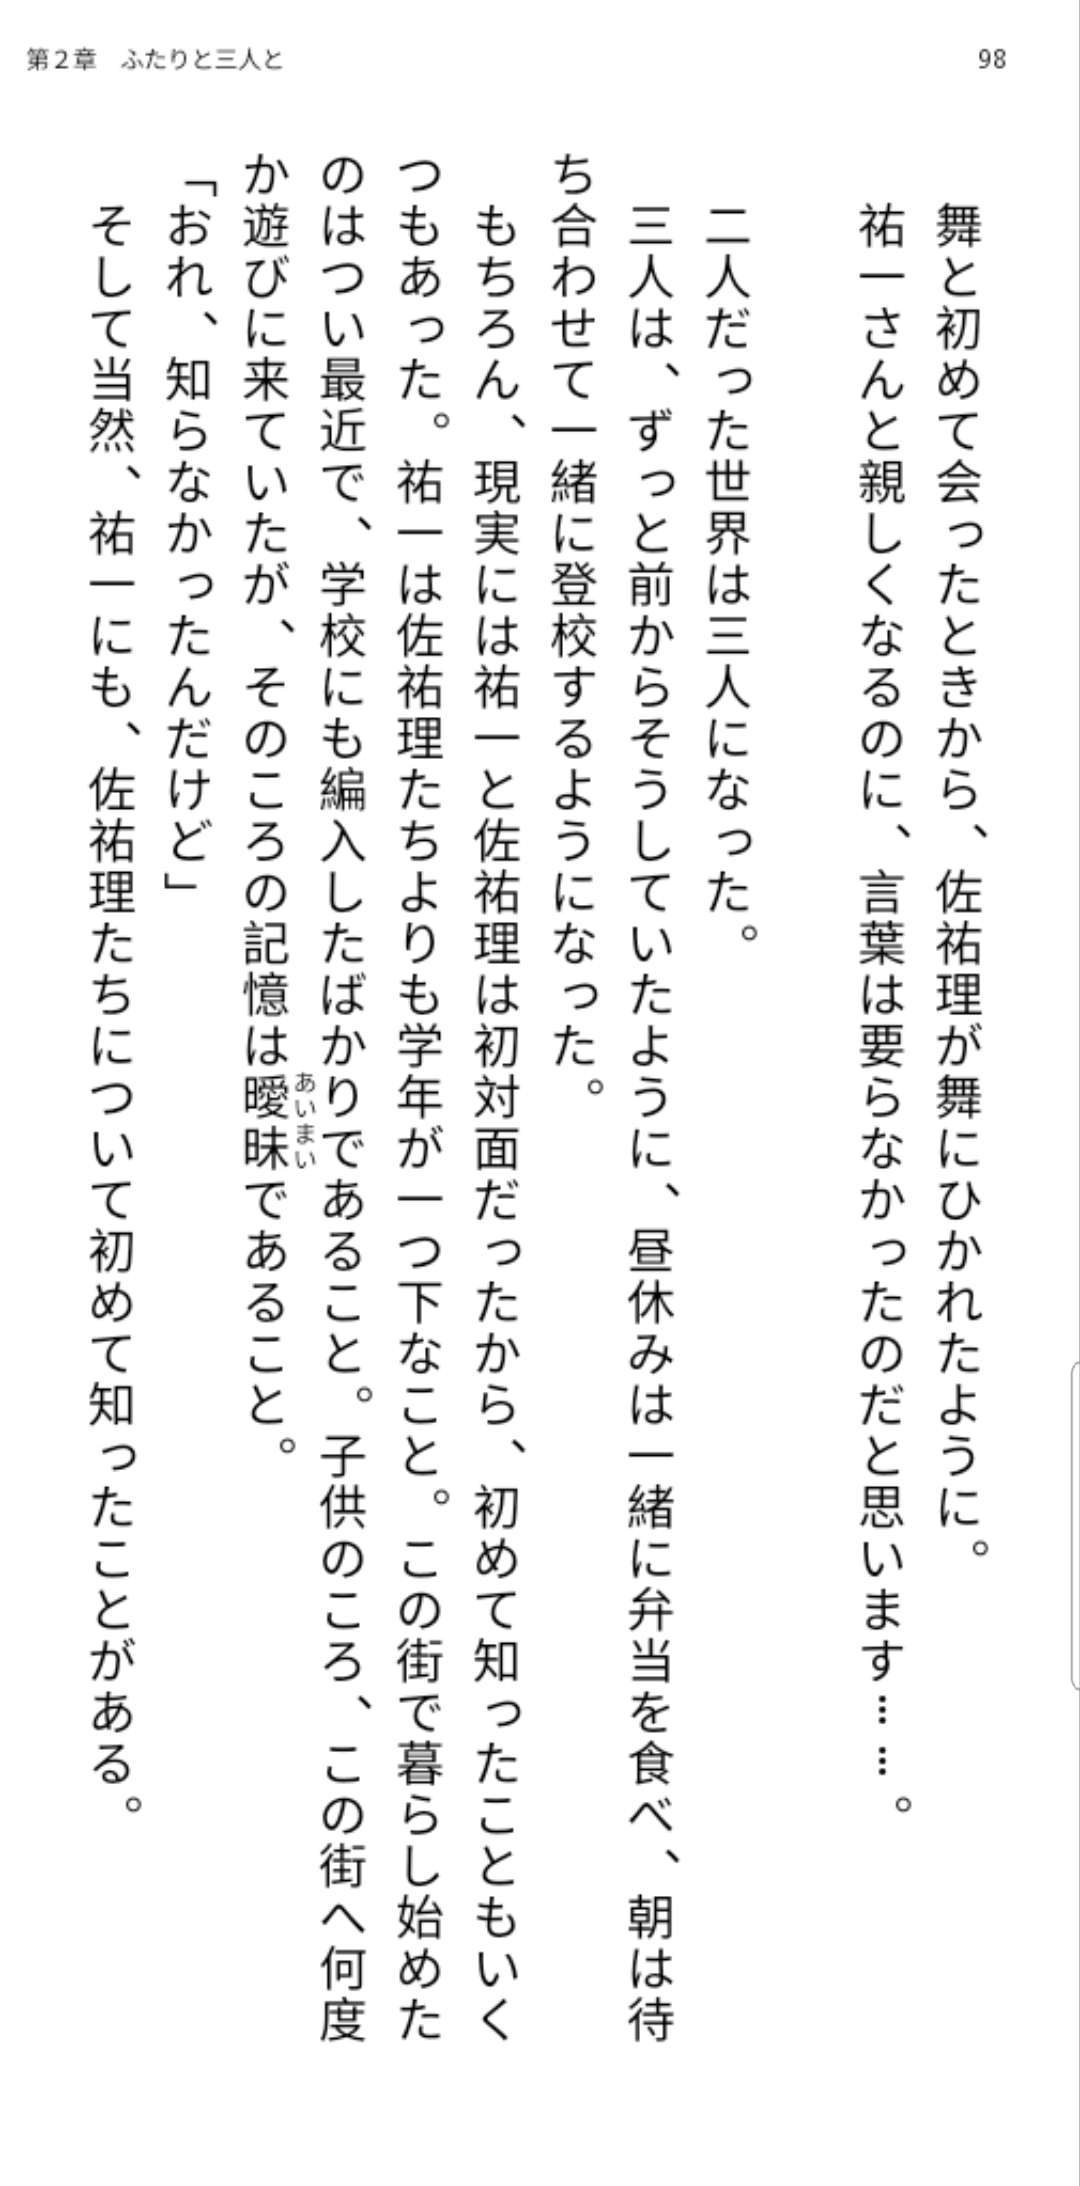 第２章　ふたりと三人と
98
舞と初めて会ったときから、佐祐理が舞にひかれたように。
祐一さんと親しくなるのに、言葉は要らなかったのだと思います……。
二人だった世界は三人になった。
三人は、ずっと前からそうしていたように、昼休みは一緒に弁当を食べ、朝は待
ち合わせて一緒に登校するようになった。
もちろん、現実には祐一と佐祐理は初対面だったから、初めて知ったこともいく
つもあった。祐一は佐祐理たちよりも学年が一つ下なこと。この街で暮らし始めた
のはつい最近で、学校にも編入したばかりであること。子供のころ、この街へ何度
か遊びに来ていたが、そのころの記憶は曖昧であること。
あいまい
「おれ、知らなかったんだけど」
そして当然、祐一にも、佐祐理たちについて初めて知ったことがある。